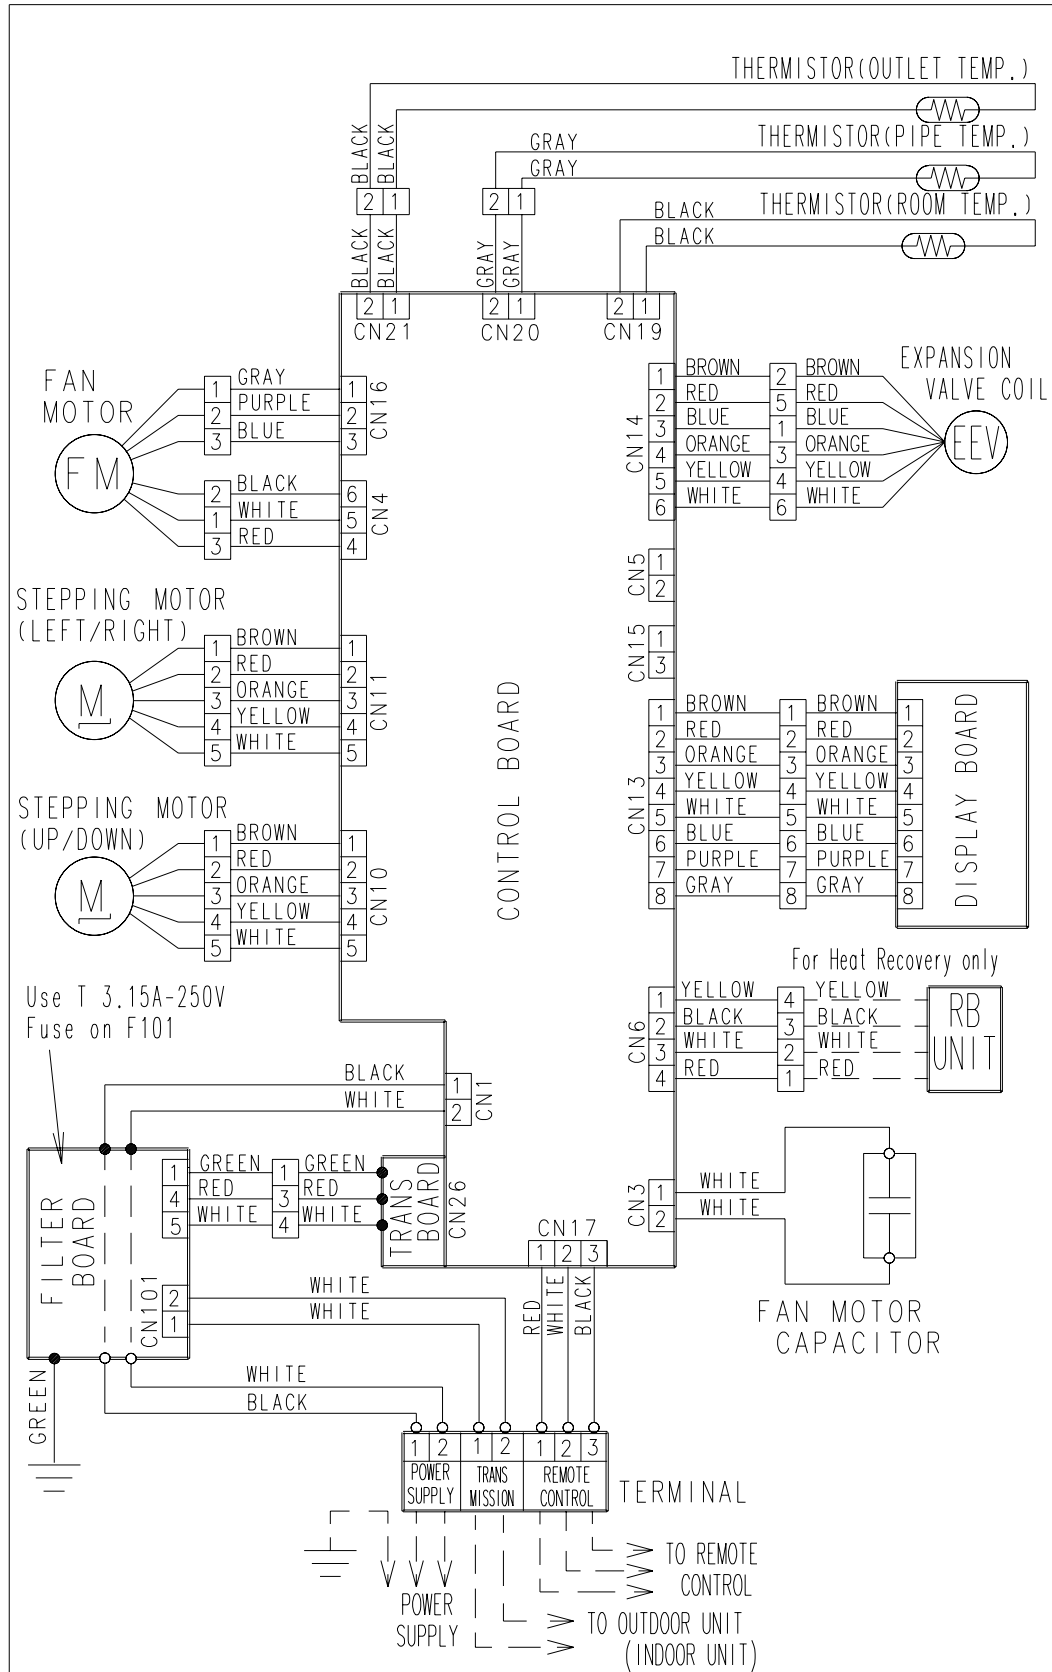 THERMISTOR(OUTLET TEMP.)
BLACK
BLACK
THERMISTOR(PIPE TEMP.)
GRAY
GRAY
2 1
2 1
THERMISTOR(ROOM TEMP.)
BLACK
BLACK
BLACK
BLACK
GRAY
GRAY
2 1
CN21
2 1
CN20
2 1
CN19
FAN
MOTOR
FM
1 GRAY 1
2 PURPLE 2
3 BLUE 3
CN16
2 BLACK 6
1 WHITE 5
3 RED 4
CN4
STEPPING MOTOR
(LEFT/RIGHT)
M
1 BROWN 1
2 RED 2
3 ORANGE 3
4 YELLOW 4
5 WHITE 5
CN11
STEPPING MOTOR
(UP/DOWN)
M
1 BROWN 1
2 RED 2
3 ORANGE 3
4 YELLOW 4
5 WHITE 5
CN10
CONTROL BOARD
EXPANSION
VALVE COIL
EEV
CN14
1 BROWN 2 BROWN
2 RED 5 RED
3 BLUE 1 BLUE
4 ORANGE 3 ORANGE
5 YELLOW 4 YELLOW
6 WHITE 6 WHITE
CN5
1
2
CN15
1
3
CN13
1 BROWN 1 BROWN 1
2 RED 2 RED 2
3 ORANGE 3 ORANGE 3
4 YELLOW 4 YELLOW 4
5 WHITE 5 WHITE 5
6 BLUE 6 BLUE 6
7 PURPLE 7 PURPLE 7
8 GRAY 8 GRAY 8
DISPLAY BOARD
For Heat Recovery only
CN6
1 YELLOW 4 YELLOW
2 BLACK 3 BLACK
3 WHITE 2 WHITE
4 RED 1 RED
RB
UNIT
Use T 3.15A-250V
Fuse on F101
BLACK 1
WHITE 2
CN1
FILTER
BOARD
1 GREEN 1 GREEN
4 RED 3 RED
5 WHITE 4 WHITE
TRANS
BOARD
CN26
CN3
1 WHITE
2 WHITE
FAN MOTOR
CAPACITOR
CN17
1 2 3
RED
WHITE
BLACK
CN101
2 WHITE
1 WHITE
WHITE
BLACK
GREEN
1 2 1 2 1 2 3
POWER
SUPPLY
TRANS
MISSION
REMOTE
CONTROL
TERMINAL
TO REMOTE
CONTROL
POWER
SUPPLY
TO OUTDOOR UNIT
(INDOOR UNIT)